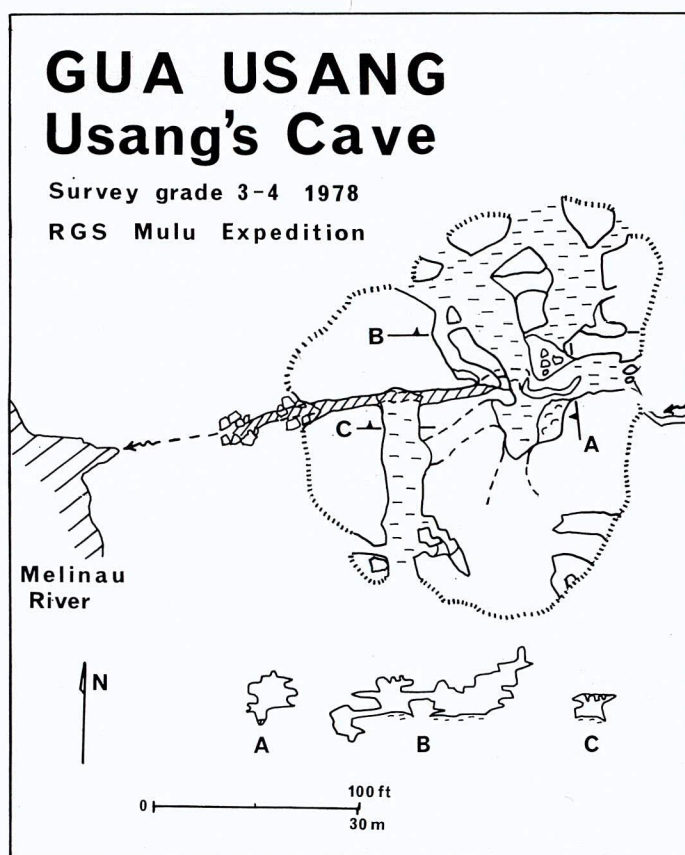 GUA USANG
Usang's Cave
Survey grade 3-4 1978
RGS Mulu Expedition
B
C
A
Melinau
River
N
A
B
C
0
100 ft
30 m